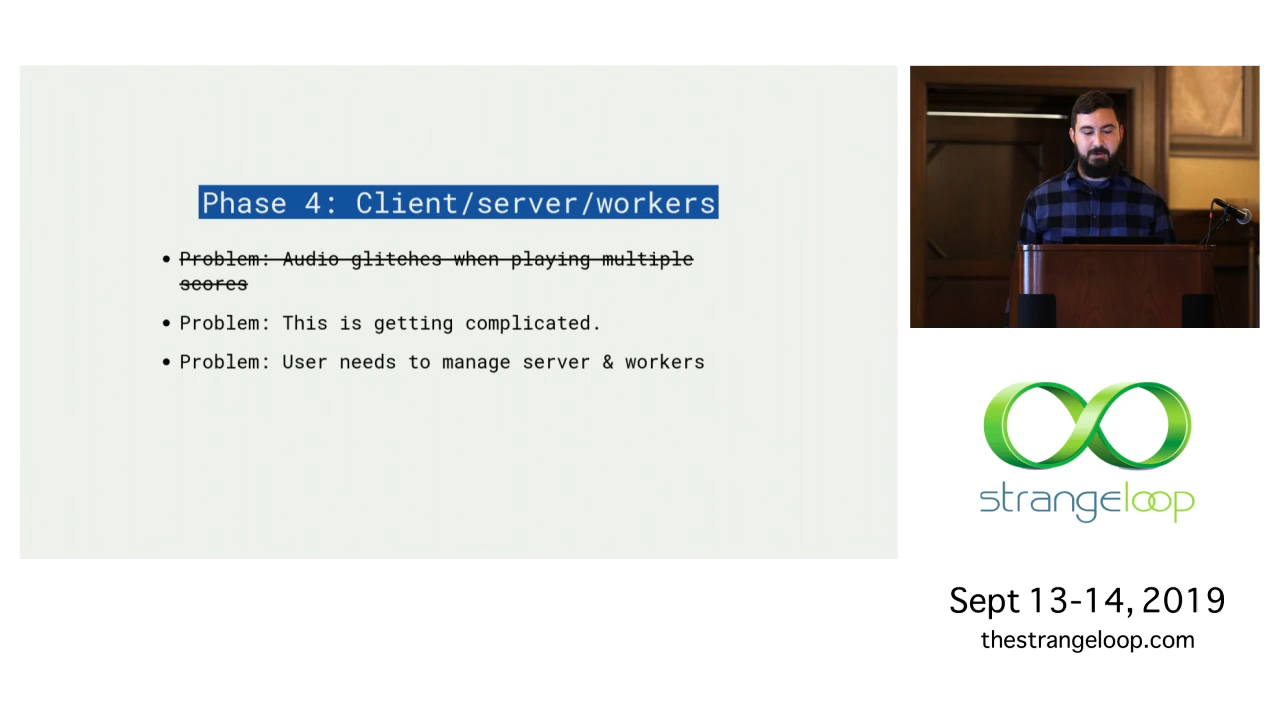 Phase 4: Client/server/workers
• Problem: Audio glitches when playing multiple
scores
• Problem: This is getting complicated.
• Problem: User needs to manage server & workers
strangeloop
Sept 13-14, 2019
thestrangeloop.com